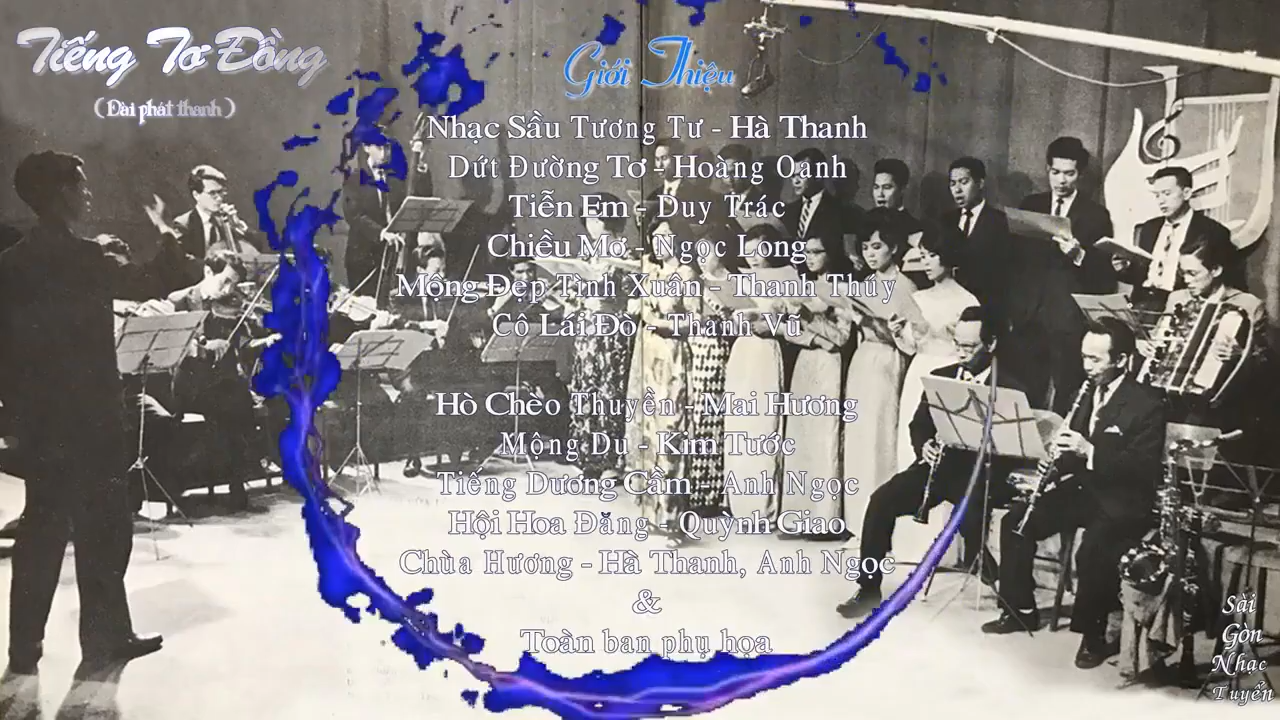 Tiếng Tơ Đồng
( Đài phát thanh )
Giới Thiệu
Nhạc Sầu Tương Tư - Hà Thanh
Dứt Đường Tơ - Hoàng Oanh
Tiễn Em - Duy Trác
Chiều Mơ - Ngọc Long
Mộng Đẹp Tình Xuân - Thanh Thúy
Cô Lái Đò - Thanh Vũ
Hò Chèo Thuyền - Mai Hương
Mộng Du - Kim Tước
Tiếng Dương Cầm - Anh Ngọc
Hội Hoa Đăng - Quỳnh Giao
Chùa Hương - Hà Thanh, Anh Ngọc
&
Toàn ban phụ họa
Sài
Gòn
Nhạc
Tuyển